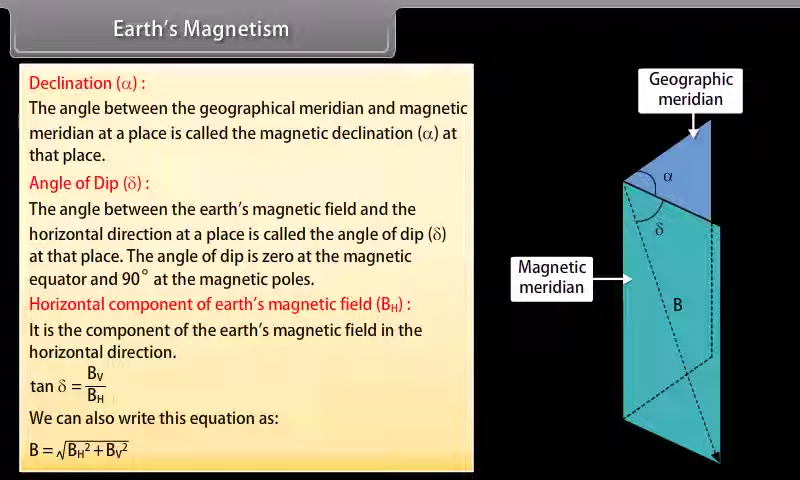 Earth's Magnetism
Declination (α) :
The angle between the geographical meridian and magnetic
meridian at a place is called the magnetic declination (α) at
that place.
Angle of Dip (δ) :
The angle between the earth's magnetic field and the
horizontal direction at a place is called the angle of dip (δ)
at that place. The angle of dip is zero at the magnetic
equator and 90° at the magnetic poles.
Horizontal component of earth's magnetic field (BH) :
It is the component of the earth's magnetic field in the
horizontal direction.
tan δ = BV/BH
We can also write this equation as:
B = √BH² + BV²
Geographic
meridian
α
δ
Magnetic
meridian
B